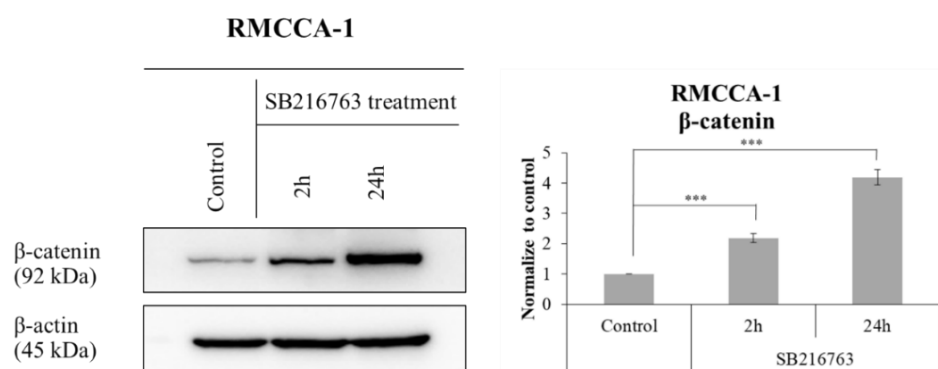 RMCCA-1
SB216763 treatment
Control
2h
24h
β-catenin
(92 kDa)
β-actin
(45 kDa)
RMCCA-1
β-catenin
Normalize to control
5
4
3
2
1
0
***
***
Control
2h
24h
SB216763